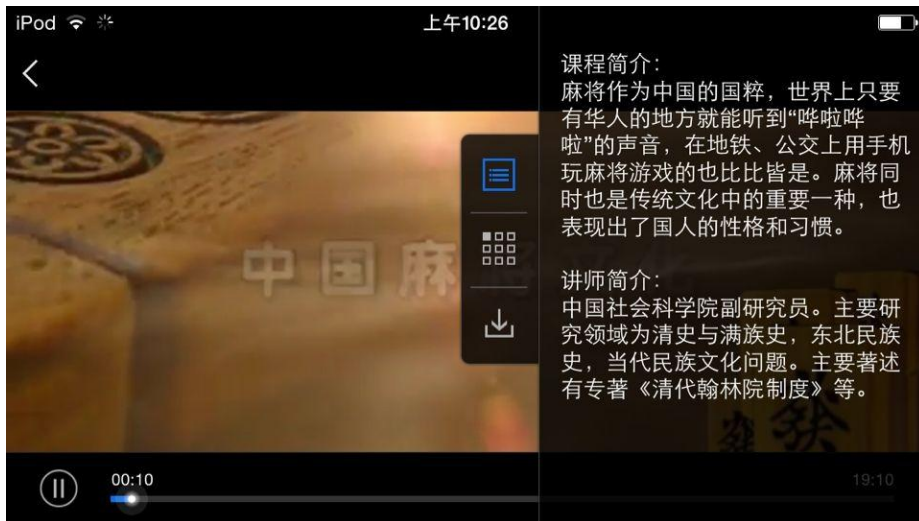 iPod
上午10:26
课程简介：
麻将作为中国的国粹，世界上只要
有华人的地方就能听到“哗啦哗
啦”的声音，在地铁、公交上用手机
玩麻将游戏的也比比皆是。麻将同
时也是传统文化中的重要一种，也
表现出了国人的性格和习惯。
中国麻将文化
讲师简介：
中国社会科学院副研究员。主要研
究领域为清史与满族史，东北民族
史，当代民族文化问题。主要著述
有专著《清代翰林院制度》等。
00:10
19:10